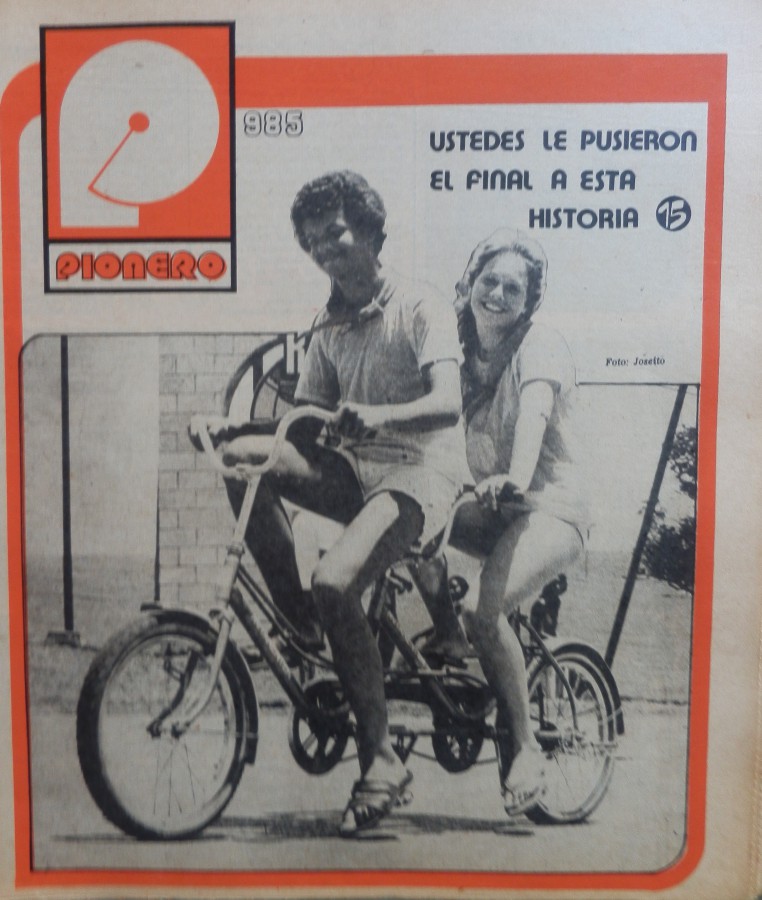 PIONERO
985
USTEDES LE PUSIERON
EL FINAL A ESTA
HISTORIA 15
Foto: Joseíto
K